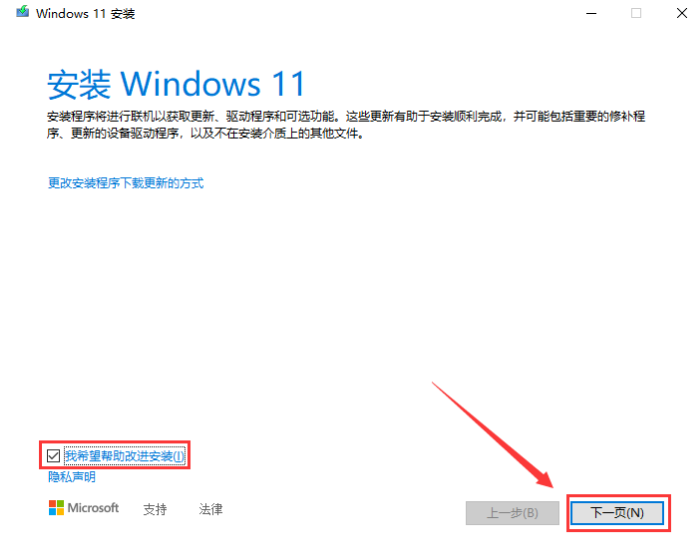 Windows 11 安装
安装 Windows 11
安装程序将进行联机以获取更新、驱动程序和可选功能。这些更新有助于安装顺利完成，并可能包括重要的修补程
序、更新的设备驱动程序，以及不在安装介质上的其他文件。
更改安装程序下载更新的方式
我希望帮助改进安装(I)
隐私声明
Microsoft 支持 法律
上一步(B) 下一页(N)